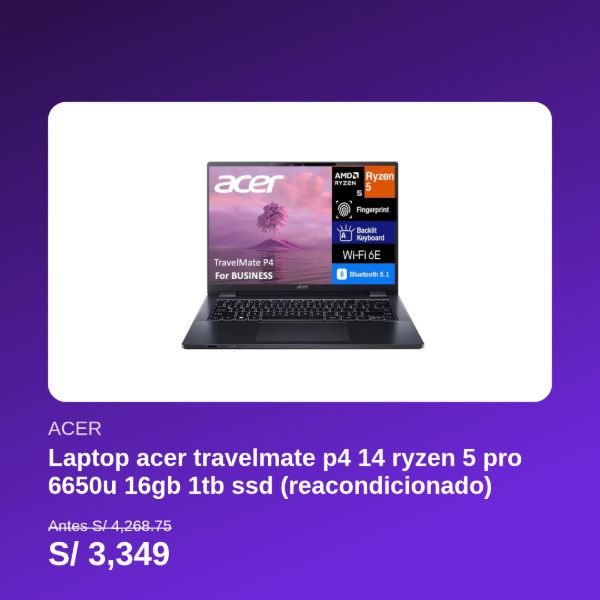 acer
AMD
RYZEN
Ryzen
5
5
Fingerprint
A
Backlit
Keyboard
Wi-Fi 6E
Bluetooth 5.1
TravelMate P4
For BUSINESS
acer
ACER
Laptop acer travelmate p4 14 ryzen 5 pro
6650u 16gb 1tb ssd (reacondicionado)
Antes S/ 4,268.75
S/ 3,349